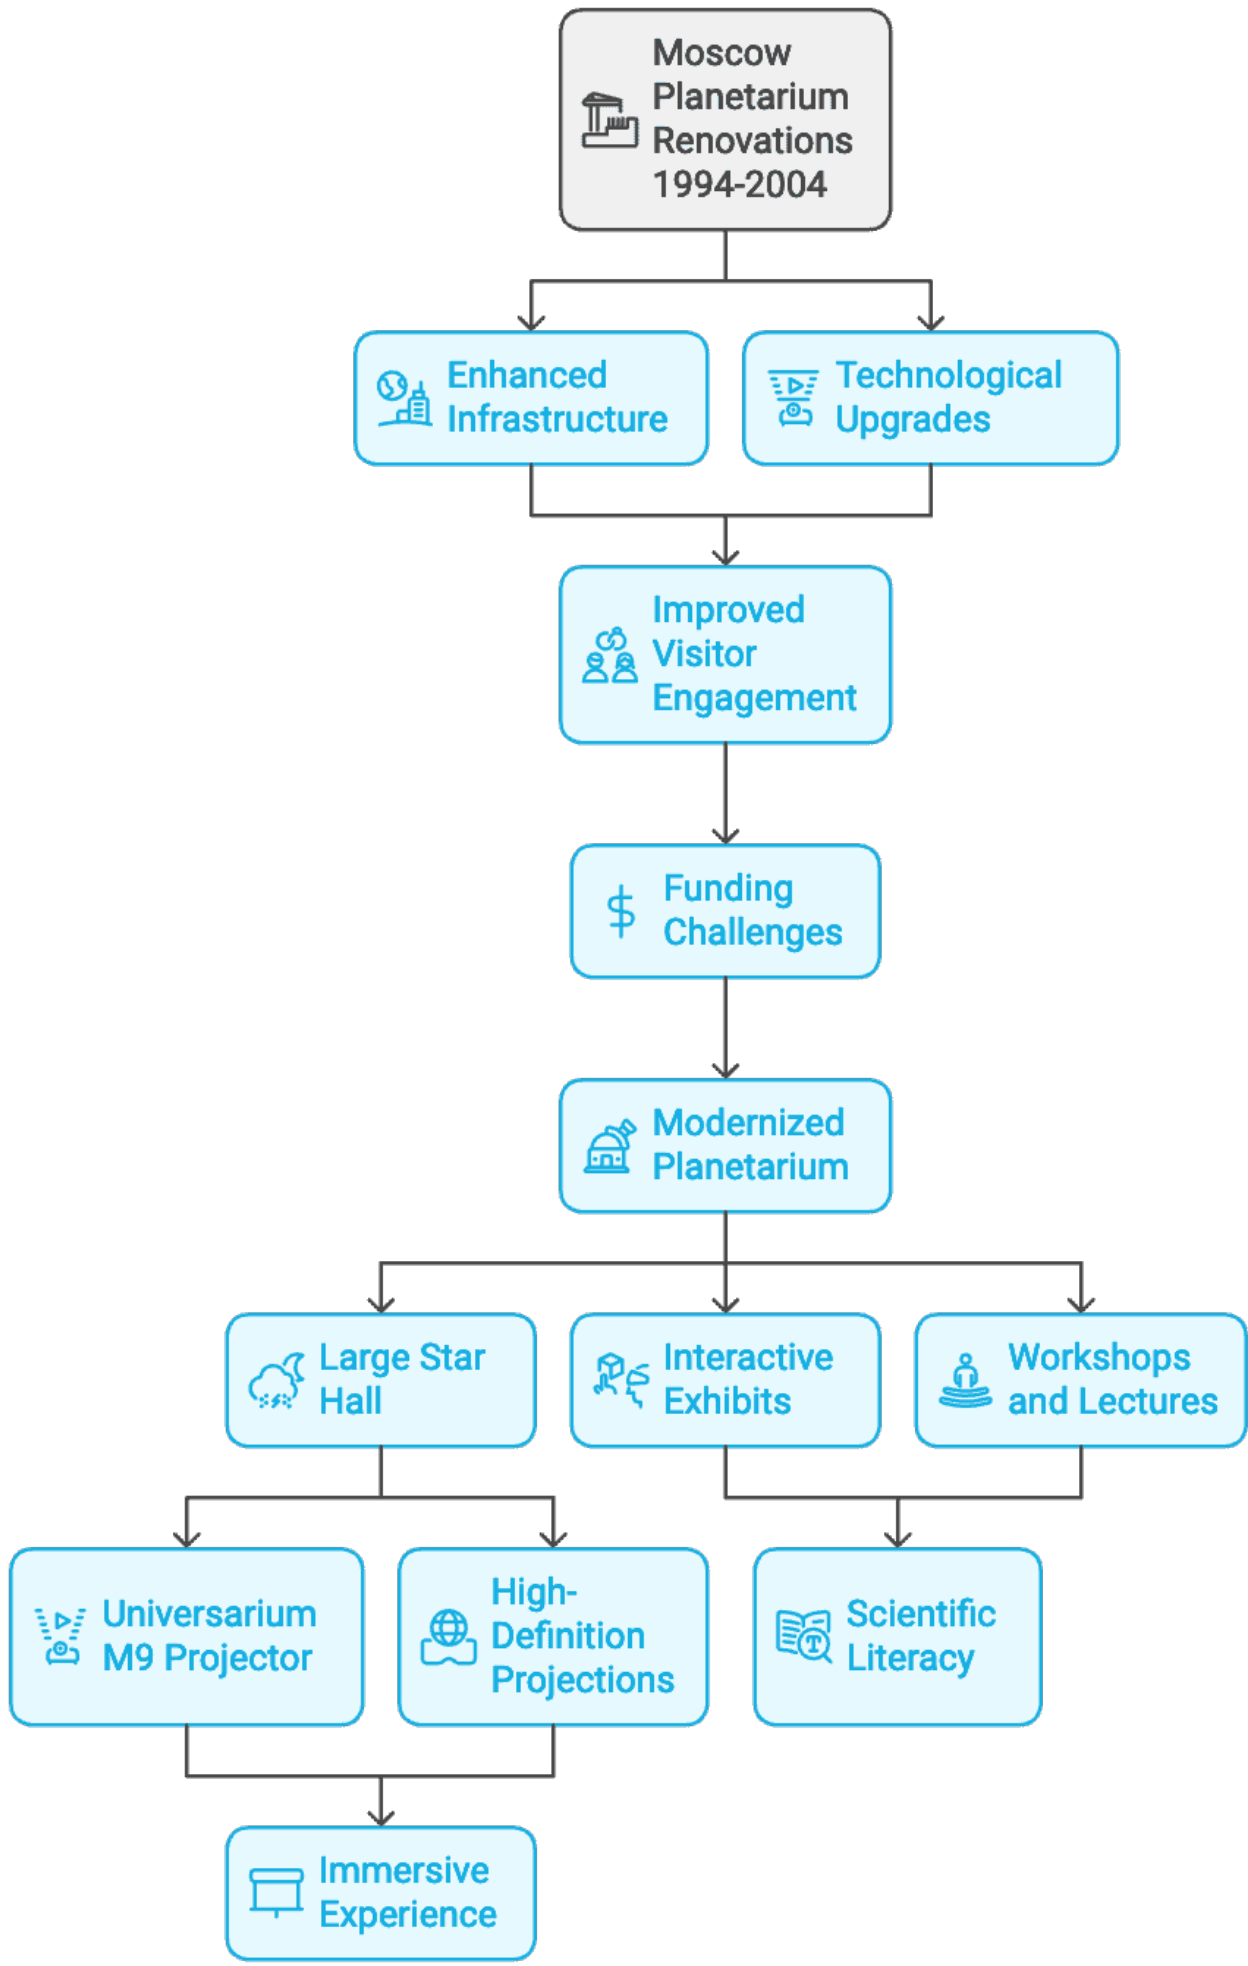 Moscow
Planetarium
Renovations
1994-2004
Enhanced
Infrastructure
Technological
Upgrades
Improved
Visitor
Engagement
Funding
Challenges
Modernized
Planetarium
Large Star
Hall
Interactive
Exhibits
Workshops
and Lectures
Universarium
M9 Projector
High-
Definition
Projections
Scientific
Literacy
Immersive
Experience